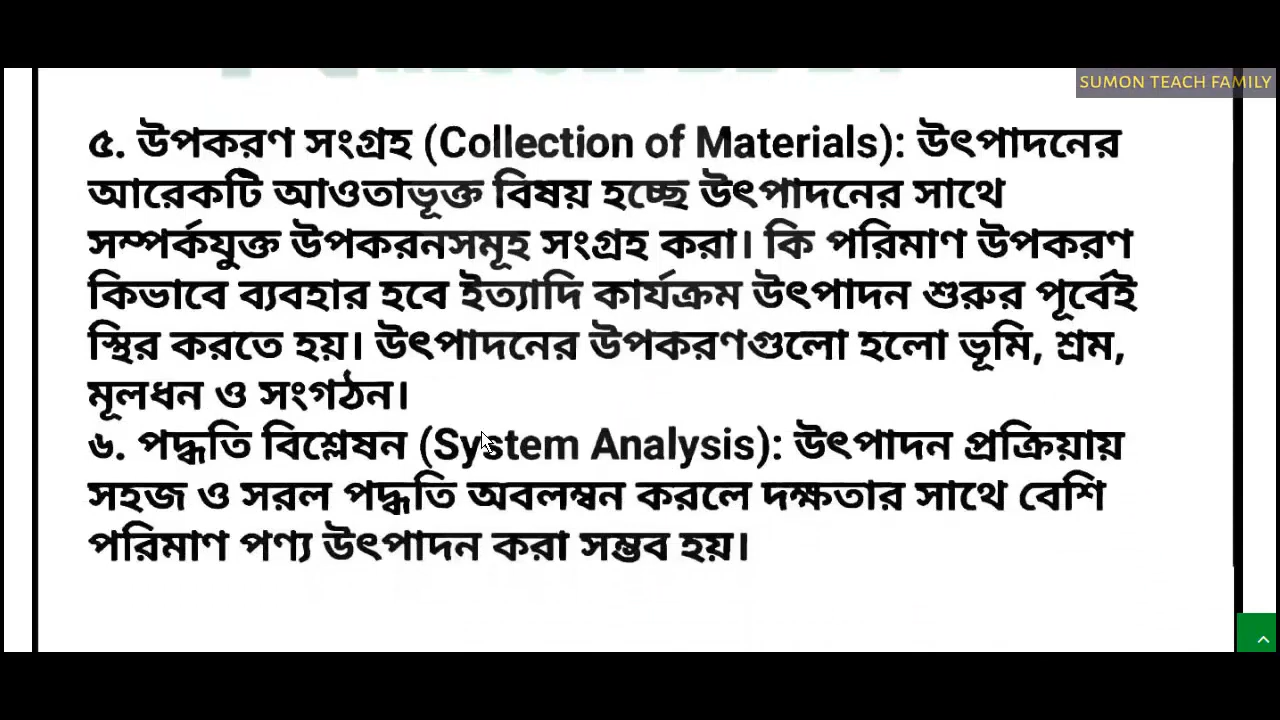 SUMON TEACH FAMILY
৫. উপকরণ সংগ্রহ (Collection of Materials): উৎপাদনের
আরেকটি আওতাভূক্ত বিষয় হচ্ছে উৎপাদনের সাথে
সম্পর্কযুক্ত উপকরনসমূহ সংগ্রহ করা। কি পরিমাণ উপকরণ
কিভাবে ব্যবহার হবে ইত্যাদি কার্যক্রম উৎপাদন শুরুর পূর্বেই
স্থির করতে হয়। উৎপাদনের উপকরণগুলো হলো ভূমি, শ্রম,
মূলধন ও সংগঠন।
৬. পদ্ধতি বিশ্লেষন (System Analysis): উৎপাদন প্রক্রিয়ায়
সহজ ও সরল পদ্ধতি অবলম্বন করলে দক্ষতার সাথে বেশি
পরিমাণ পণ্য উৎপাদন করা সম্ভব হয়।